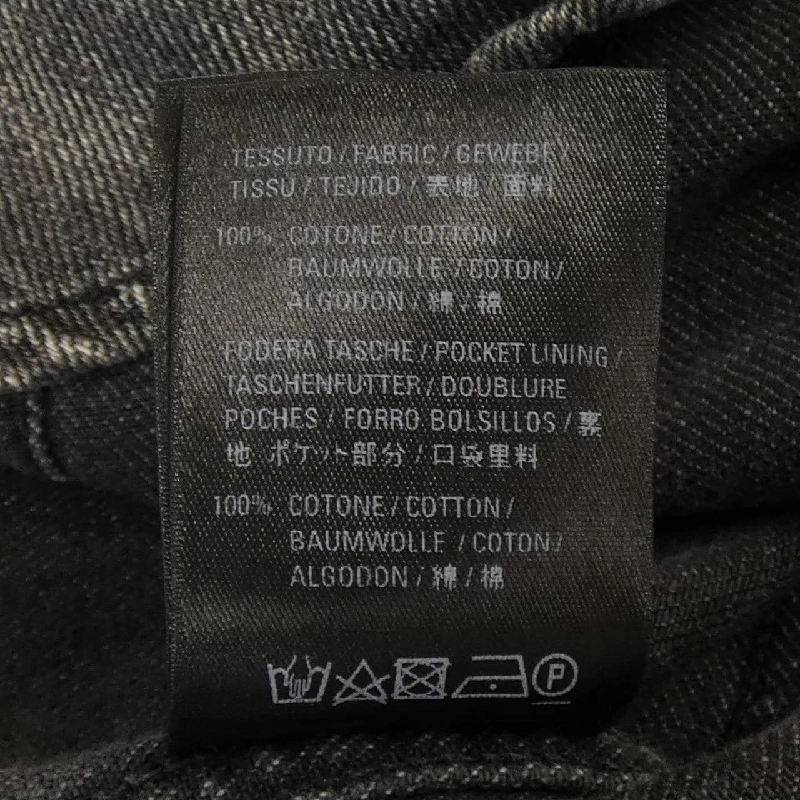 TESSUTO / FABRIC / GEWEBE /
TISSU / TEJIDO / 表地 / 面料
100% COTONE / COTTON /
BAUMWOLLE / COTON /
ALGODON / 綿 / 棉
FODERA TASCHE / POCKET LINING /
TASCHENFUTTER / DOUBLURE
POCHES / FORRO BOLSILLOS / 裏
地 ポケット部分 / 口袋里料
100% COTONE / COTTON /
BAUMWOLLE / COTON /
ALGODON / 綿 / 棉
P